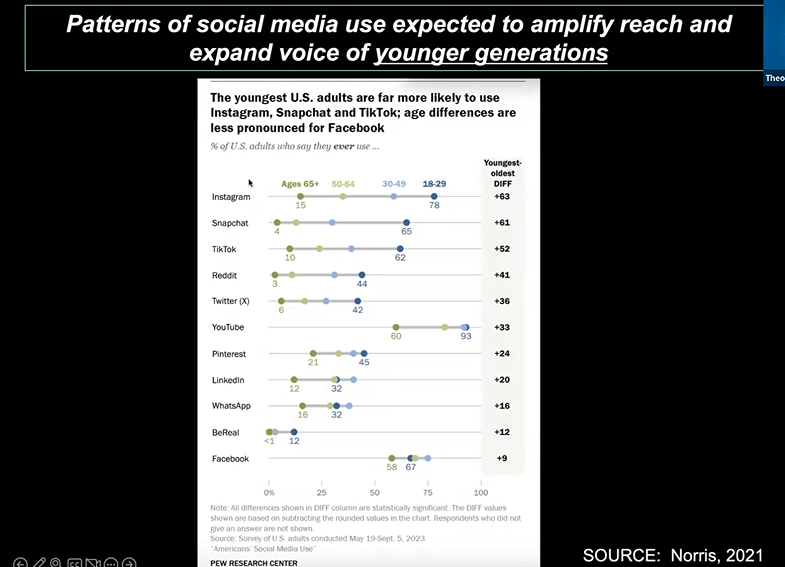 Patterns of social media use expected to amplify reach and
expand voice of younger generations
Theo
The youngest U.S. adults are far more likely to use
Instagram, Snapchat and TikTok; age differences are
less pronounced for Facebook
% of U.S. adults who say they ever use ...
Youngest-
oldest
DIFF
Ages 65+ 50-64 30-49 18-29
Instagram 15 78 +63
Snapchat 4 65 +61
TikTok 10 62 +52
Reddit 3 44 +41
Twitter (X) 6 42 +36
YouTube 60 93 +33
Pinterest 21 45 +24
LinkedIn 12 32 +20
WhatsApp 16 32 +16
BeReal <1 12 +12
Facebook 58 67 +9
0% 25 50 75 100
Note: All differences shown in DIFF column are statistically significant. The DIFF values
shown are based on subtracting the rounded values in the chart. Respondents who did not
give an answer are not shown.
Source: Survey of U.S. adults conducted May 19-Sept. 5, 2023.
"Americans' Social Media Use"
PEW RESEARCH CENTER
SOURCE: Norris, 2021